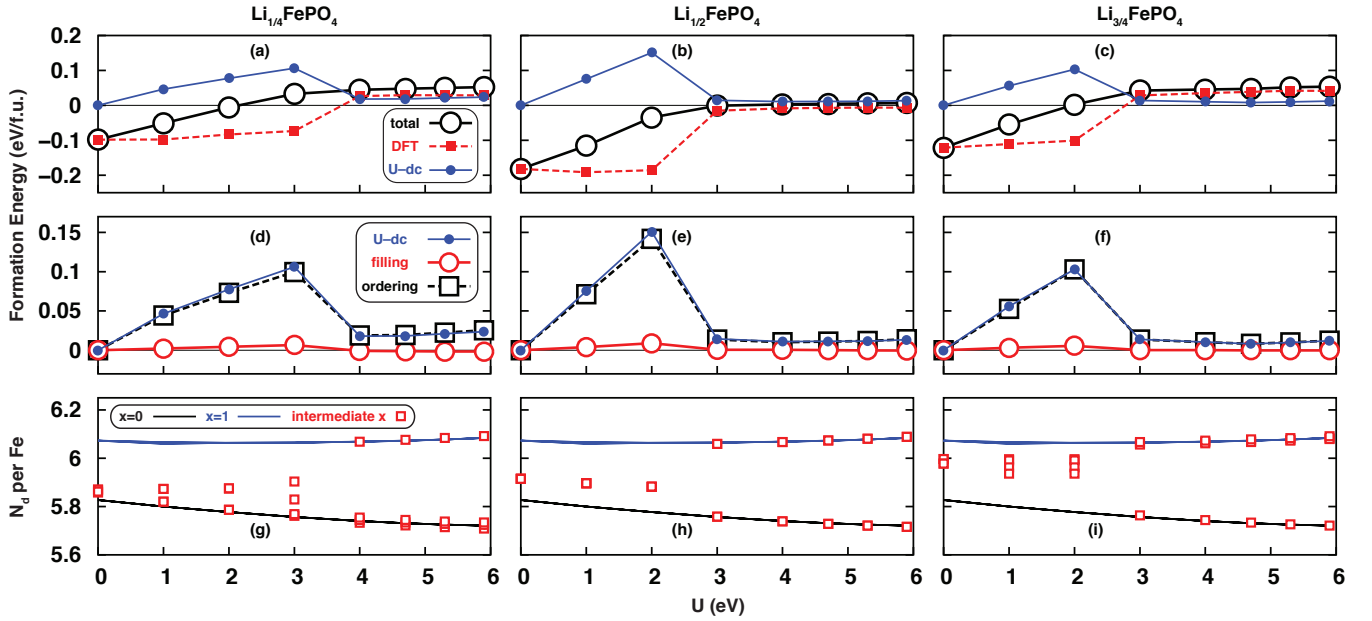 Li1/4FePO4 Li1/2FePO4 Li3/4FePO4
Formation Energy (eV/f.u.)
0.2
0.1
0
−0.1
−0.2
(a)
total
DFT
U−dc
(b)
(c)
0.15
0.1
0.05
0
(d)
U−dc
filling
ordering
(e)
(f)
N_d per Fe
6.2
6
5.8
5.6
x=0 x=1 intermediate x
(g)
(h)
(i)
0 1 2 3 4 5 6 0 1 2 3 4 5 6 0 1 2 3 4 5 6
U (eV)